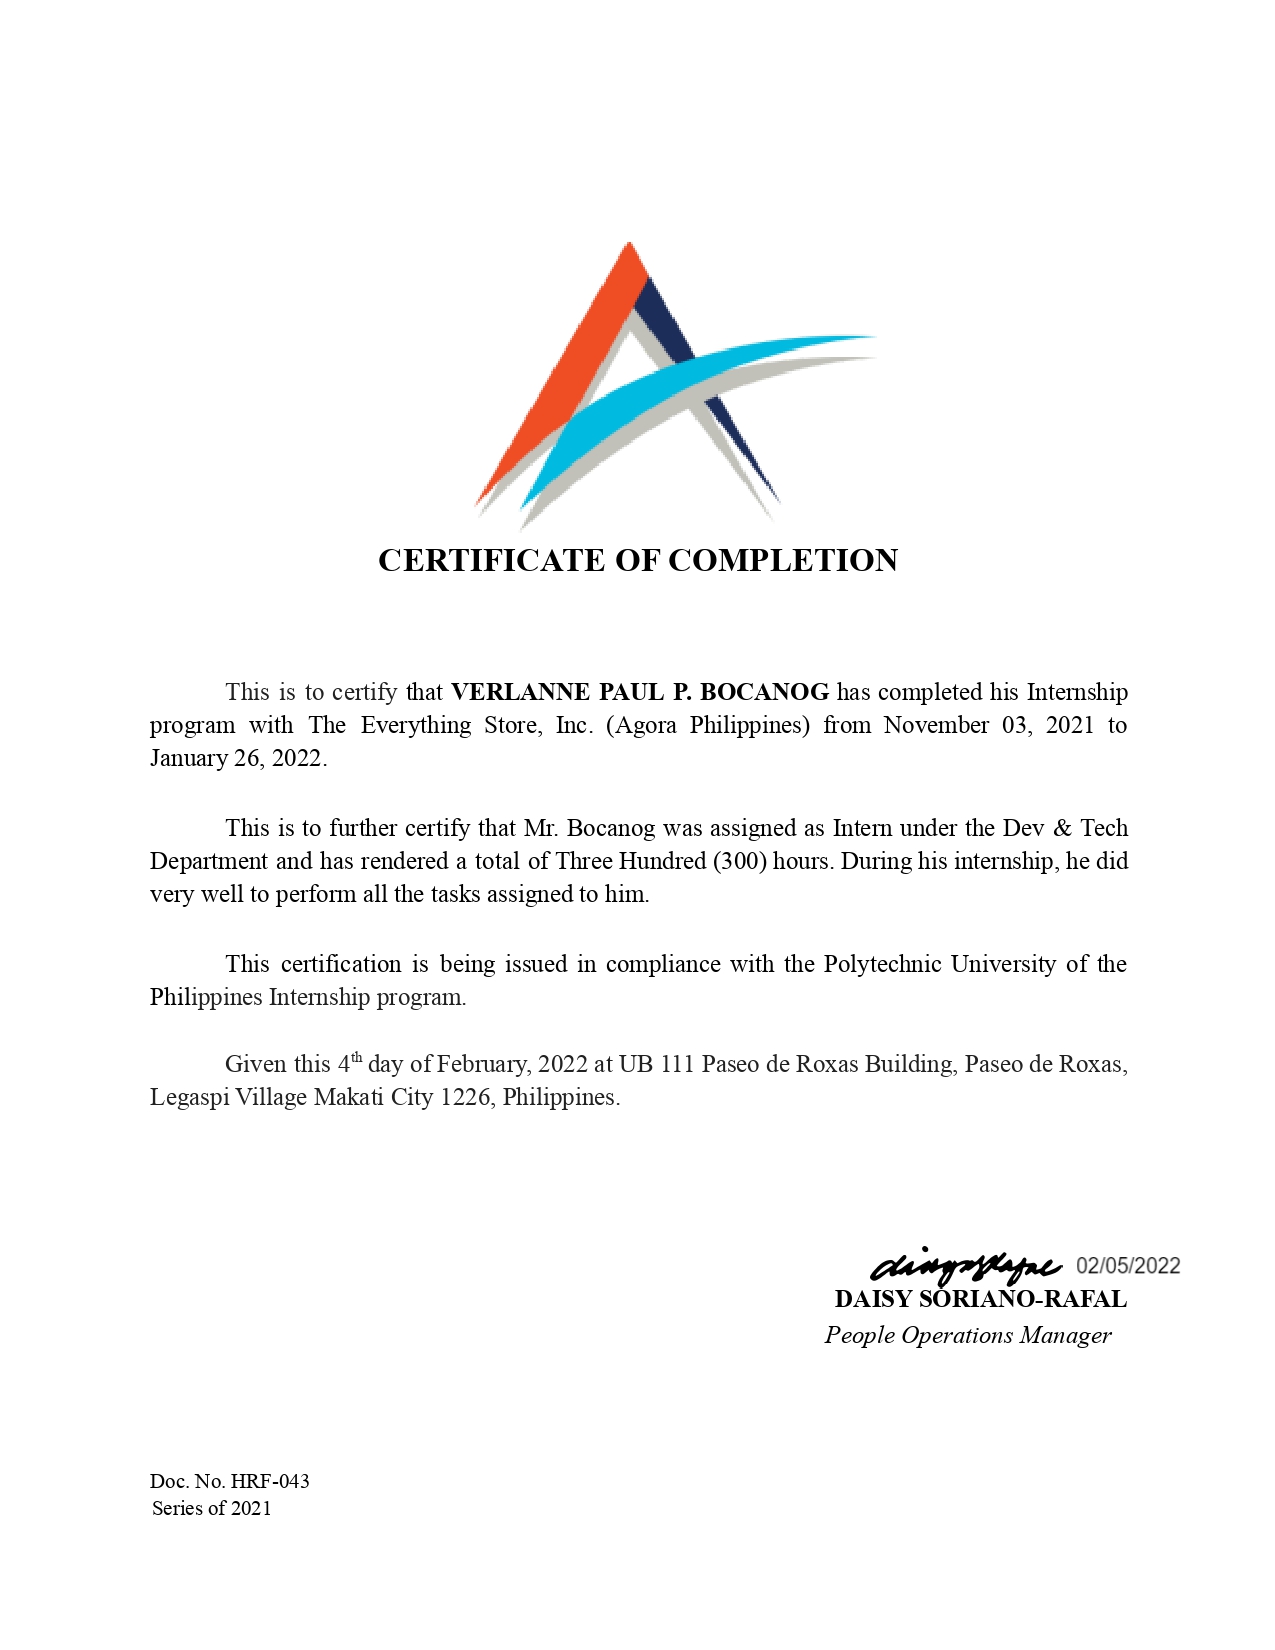 CERTIFICATE OF COMPLETION
This is to certify that VERLANNE PAUL P. BOCANOG has completed his Internship
program with The Everything Store, Inc. (Agora Philippines) from November 03, 2021 to
January 26, 2022.
This is to further certify that Mr. Bocanog was assigned as Intern under the Dev & Tech
Department and has rendered a total of Three Hundred (300) hours. During his internship, he did
very well to perform all the tasks assigned to him.
This certification is being issued in compliance with the Polytechnic University of the
Philippines Internship program.
Given this 4th day of February, 2022 at UB 111 Paseo de Roxas Building, Paseo de Roxas,
Legaspi Village Makati City 1226, Philippines.
02/05/2022
DAISY SORIANO-RAFAL
People Operations Manager
Doc. No. HRF-043
Series of 2021